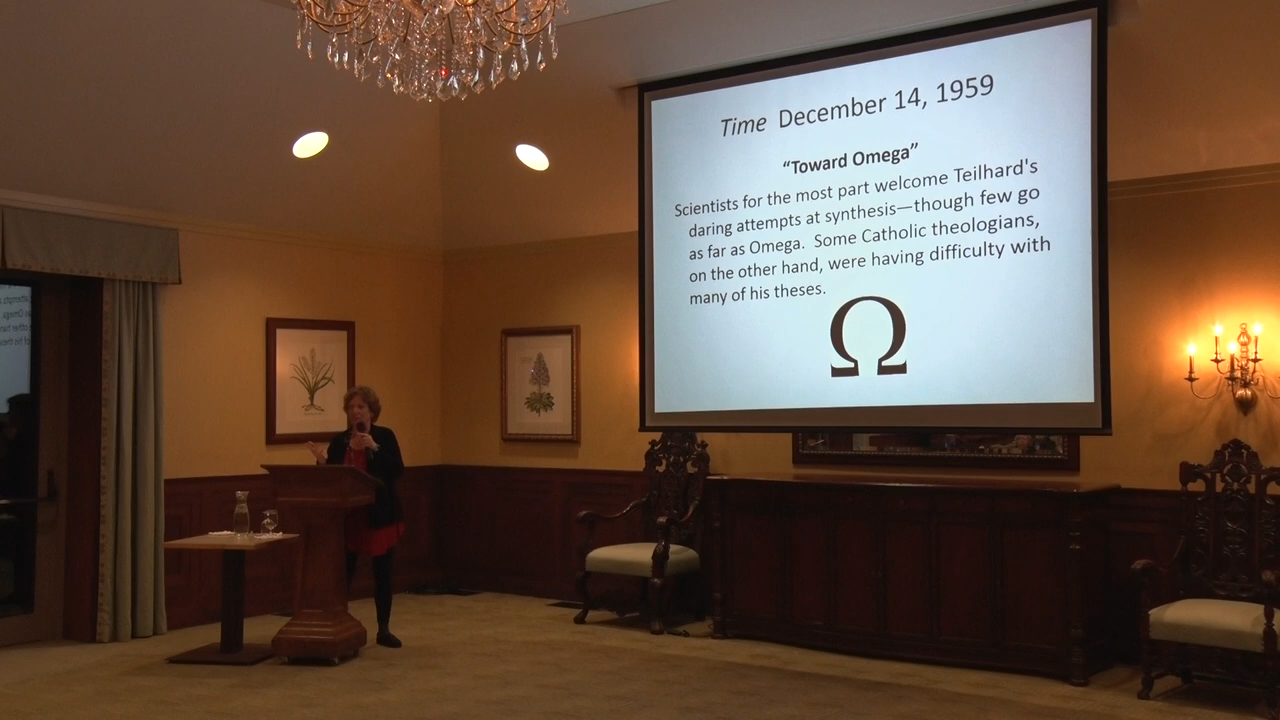 Time December 14, 1959
“Toward Omega”
Scientists for the most part welcome Teilhard's
daring attempts at synthesis—though few go
as far as Omega. Some Catholic theologians,
on the other hand, were having difficulty with
many of his theses.
Ω